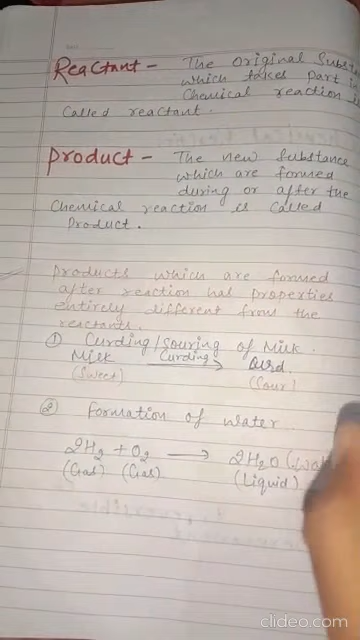 Reactant - The Original Subst
which takes part in
Chemical reaction i
Called reactant.
Product - The new Substance
which are formed
during or after the
Chemical reaction is called
Product.
Products which are formed
after reaction has properties
entirely different from the
reactants.
① Curding/Souring of Milk.
Milk Curding→ Curd.
(Sweet) (Sour)
② Formation of water
2H₂ + O₂ → 2H₂O (wat
(Gas) (Gas) (Liquid)
clideo.com